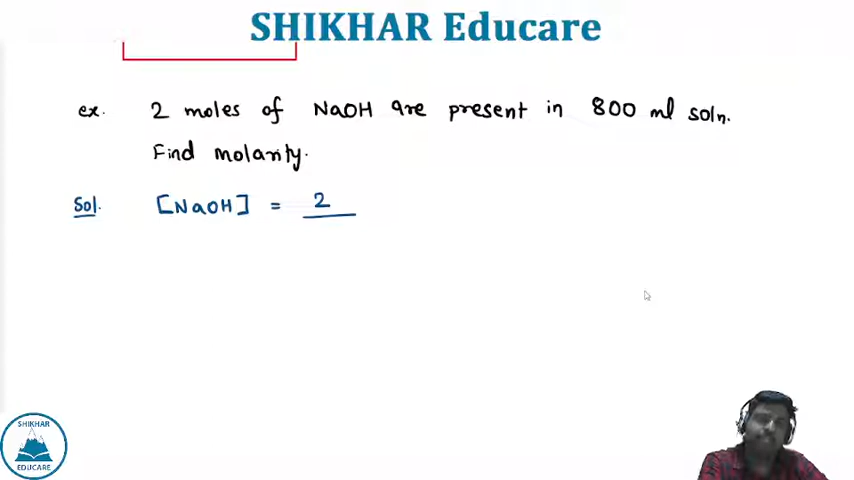 SHIKHAR Educare
ex. 2 moles of NaOH are present in 800 ml soln.
Find molarity.
Sol. [NaOH] = 2
SHIKHAR
EDUCARE